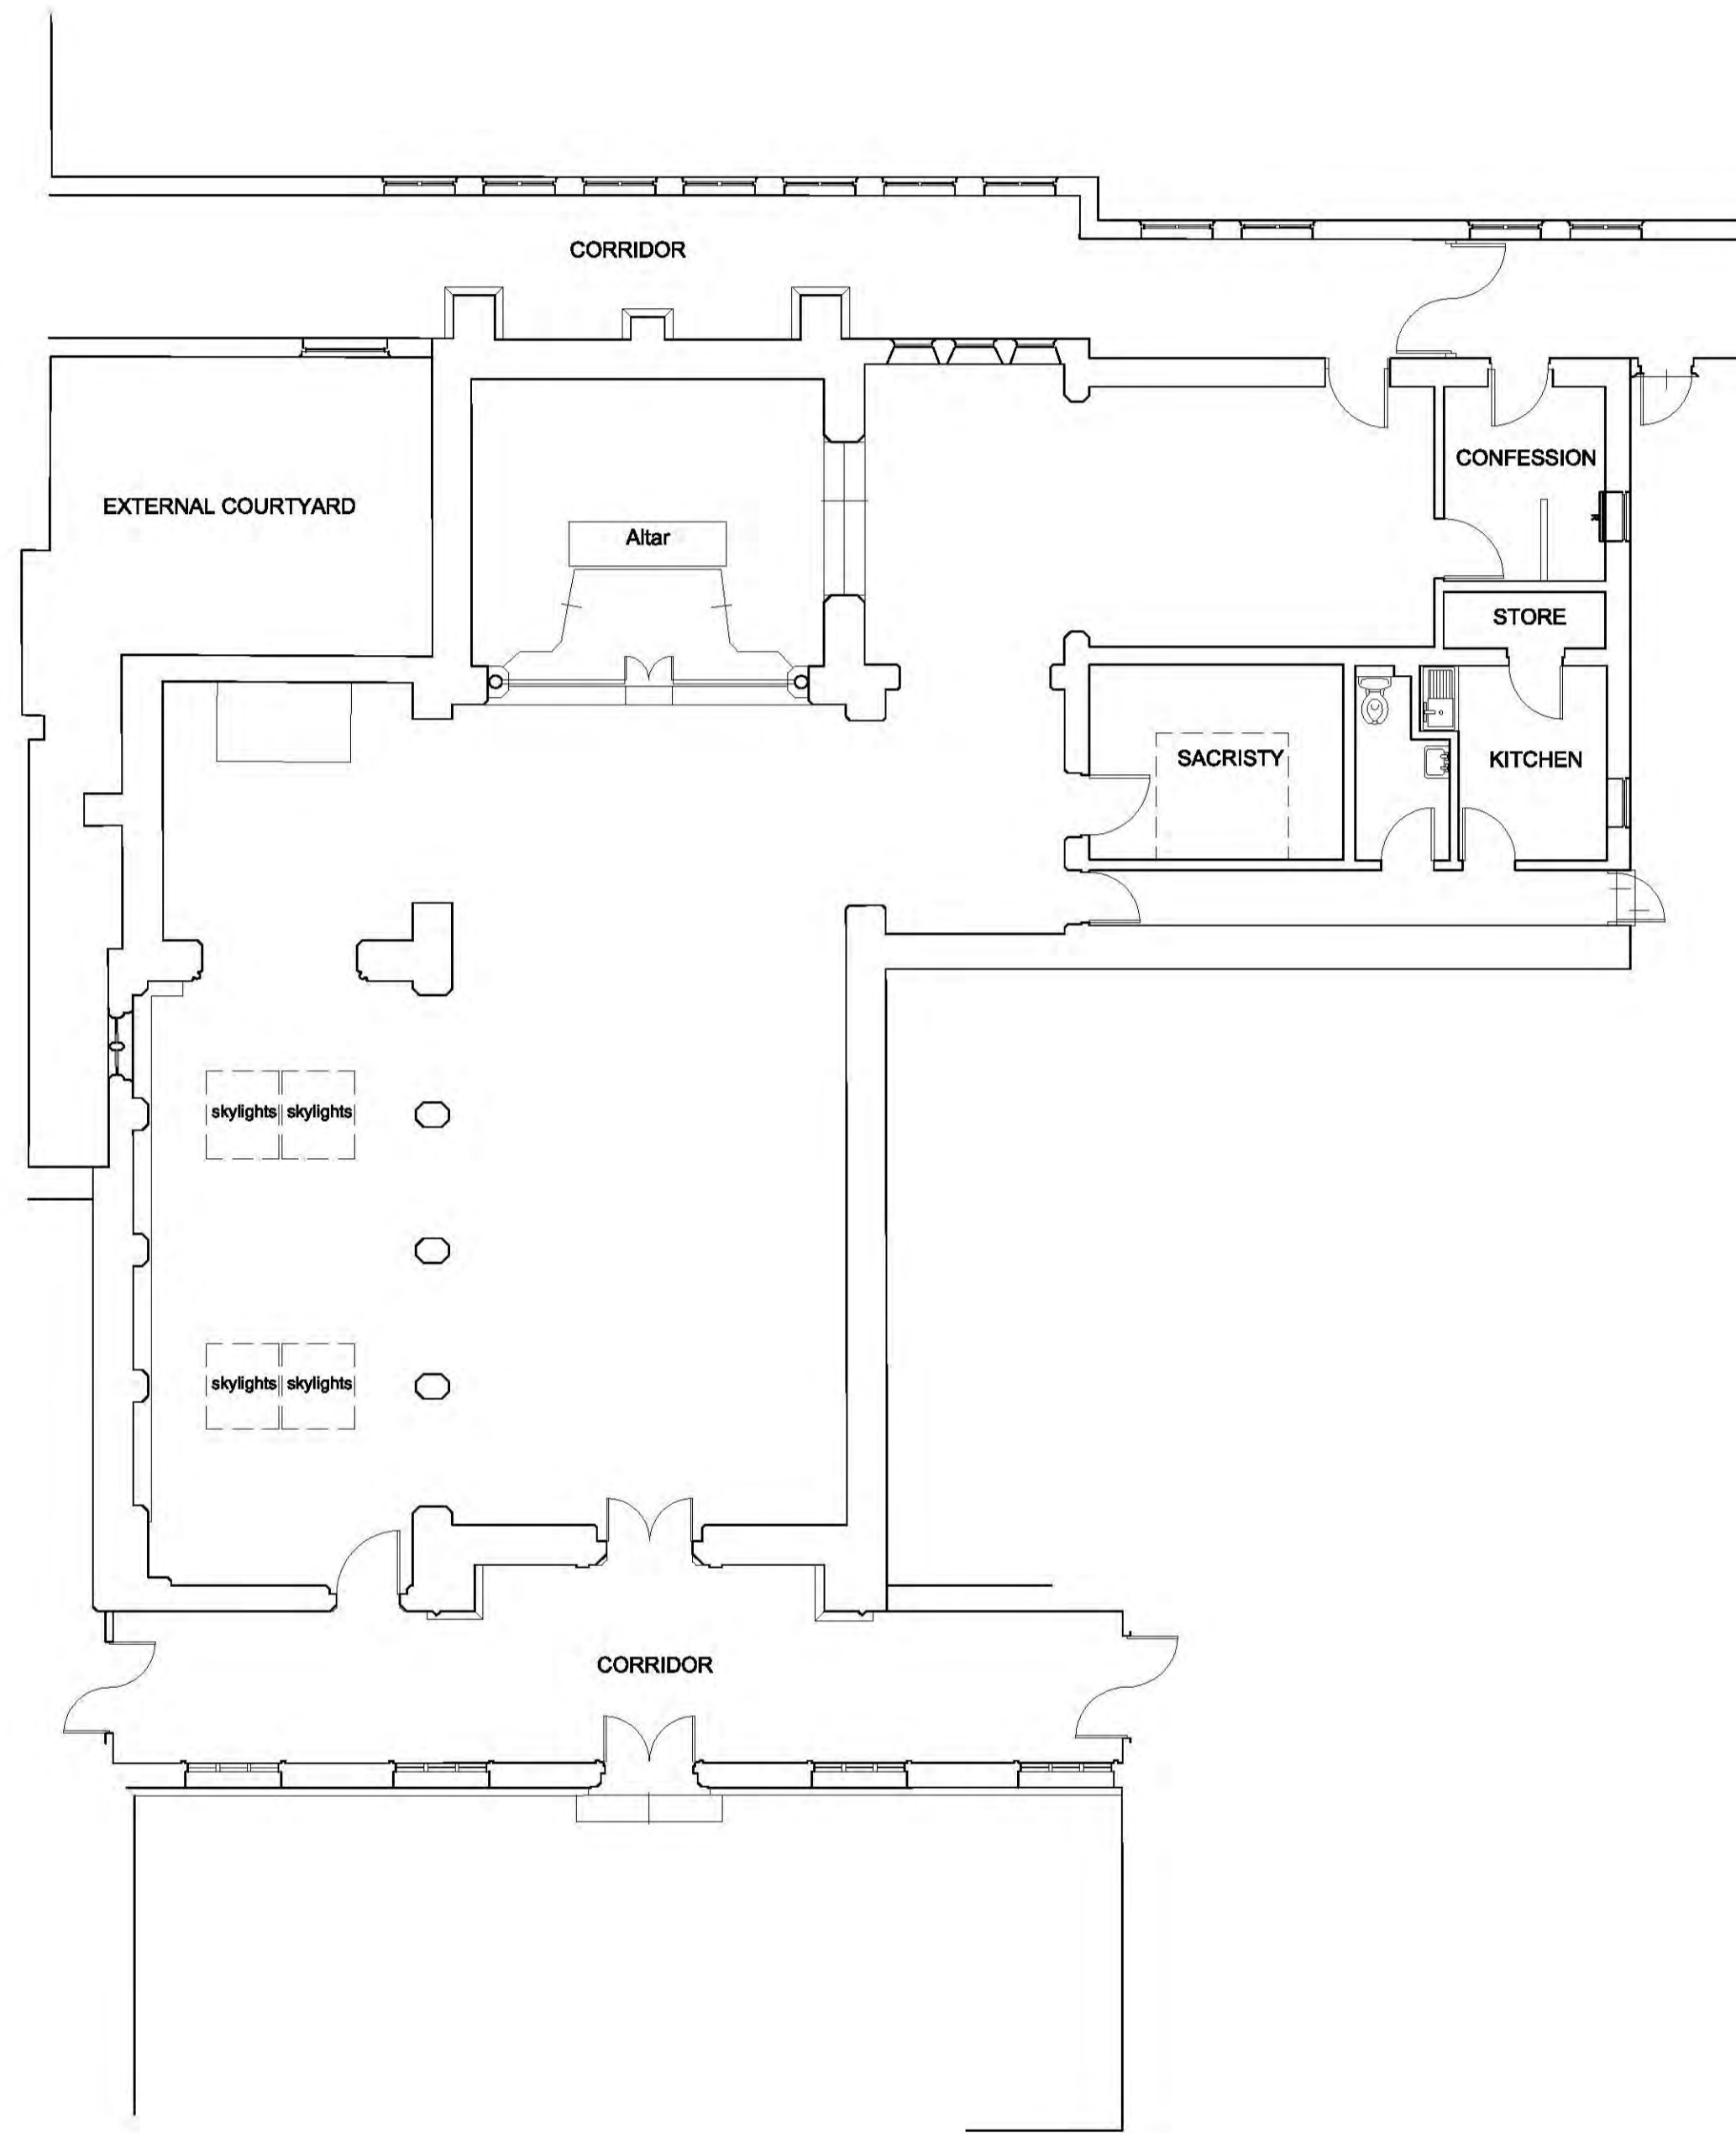 CORRIDOR
CONFESSION
EXTERNAL COURTYARD
Altar
STORE
SACRISTY
KITCHEN
skylights skylights
skylights skylights
CORRIDOR